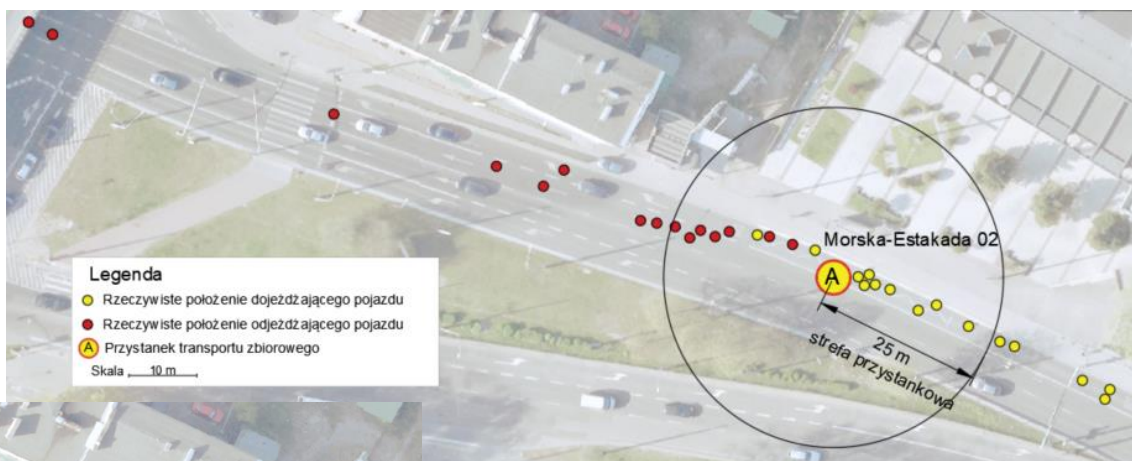 Morska-Estakada 02
A
25 m
strefa przystankowa
Legenda
Rzeczywiste położenie dojeżdżającego pojazdu
Rzeczywiste położenie odjeżdżającego pojazdu
A Przystanek transportu zbiorowego
Skala 10 m